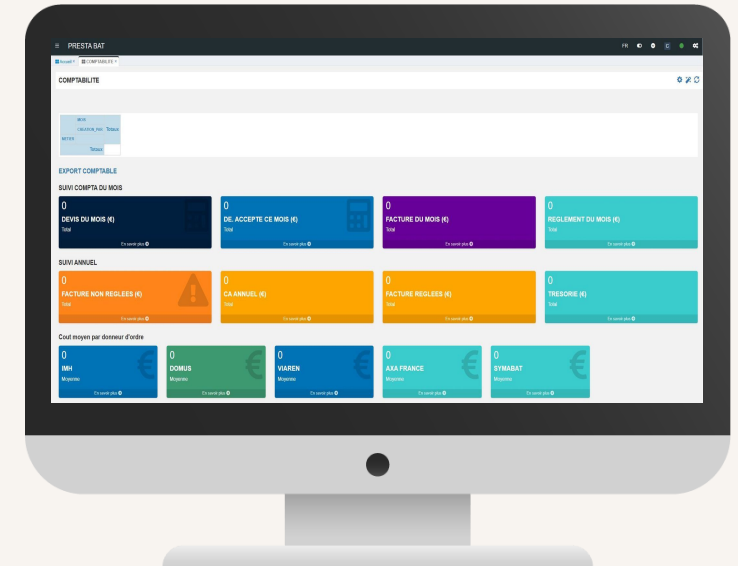 ≡ PRESTA BAT FR C
Accueil COMPTABILITE
COMPTABILITE
MOIS
CREATION_PAR Totaux
METIER
Totaux
EXPORT COMPTABLE
SUIVI COMPTA DU MOIS
0 0 0 0
DEVIS DU MOIS (€) DE. ACCEPTE CE MOIS (€) FACTURE DU MOIS (€) REGLEMENT DU MOIS (€)
Total Total Total Total
En savoir plus En savoir plus En savoir plus En savoir plus
SUIVI ANNUEL
0 0 0 0
FACTURE NON REGLEES (€) CA ANNUEL (€) FACTURE REGLEES (€) TRESORIE (€)
Total Total Total Total
En savoir plus En savoir plus En savoir plus En savoir plus
Cout moyen par donneur d'ordre
0 0 0 0 0
IMH DOMUS VIAREN AXA FRANCE SYMABAT
Moyenne Moyenne Moyenne Moyenne Moyenne
En savoir plus En savoir plus En savoir plus En savoir plus En savoir plus